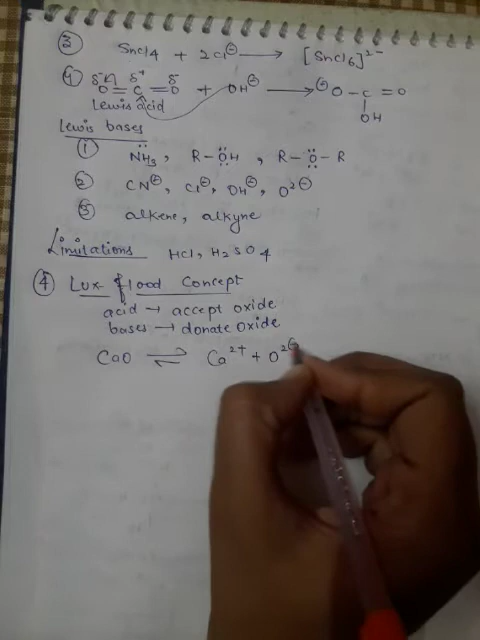 ③ SnCl4 + 2Cl⊖ → [SnCl6]2-
④ δ- δ+ δ-
O=C=O + OH⊖ → ⊖O-C=O
Lewis acid OH
Lewis bases
① N̈H3, R-ÖH, R-Ö-R
② CN⊖, Cl⊖, OH⊖, O2⊖
③ alkene, alkyne
Limitations HCl, H2SO4
④ Lux flood Concept
acid → accept oxide
bases → donate oxide
CaO ⇌ Ca2+ + O2⊖